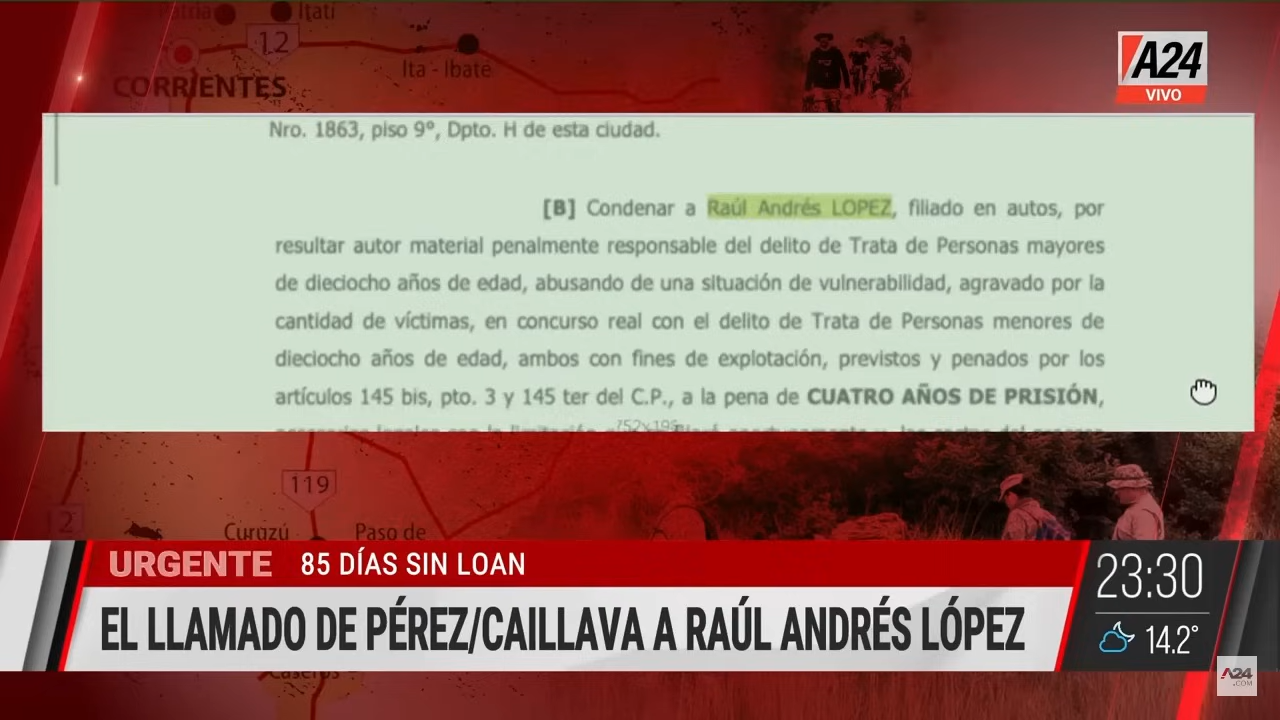 Itatí
12
Ita - Ibaté
CORRIENTES
A24
VIVO
Nro. 1863, piso 9°, Dpto. H de esta ciudad.
[B] Condenar a Raúl Andrés LOPEZ, filiado en autos, por
resultar autor material penalmente responsable del delito de Trata de Personas mayores
de dieciocho años de edad, abusando de una situación de vulnerabilidad, agravado por la
cantidad de víctimas, en concurso real con el delito de Trata de Personas menores de
dieciocho años de edad, ambos con fines de explotación, previstos y penados por los
artículos 145 bis, pto. 3 y 145 ter del C.P., a la pena de CUATRO AÑOS DE PRISIÓN,
119
2
Paso de
URGENTE 85 DÍAS SIN LOAN
EL LLAMADO DE PÉREZ/CAILLAVA A RAÚL ANDRÉS LÓPEZ
23:30
14.2°
A24
.COM